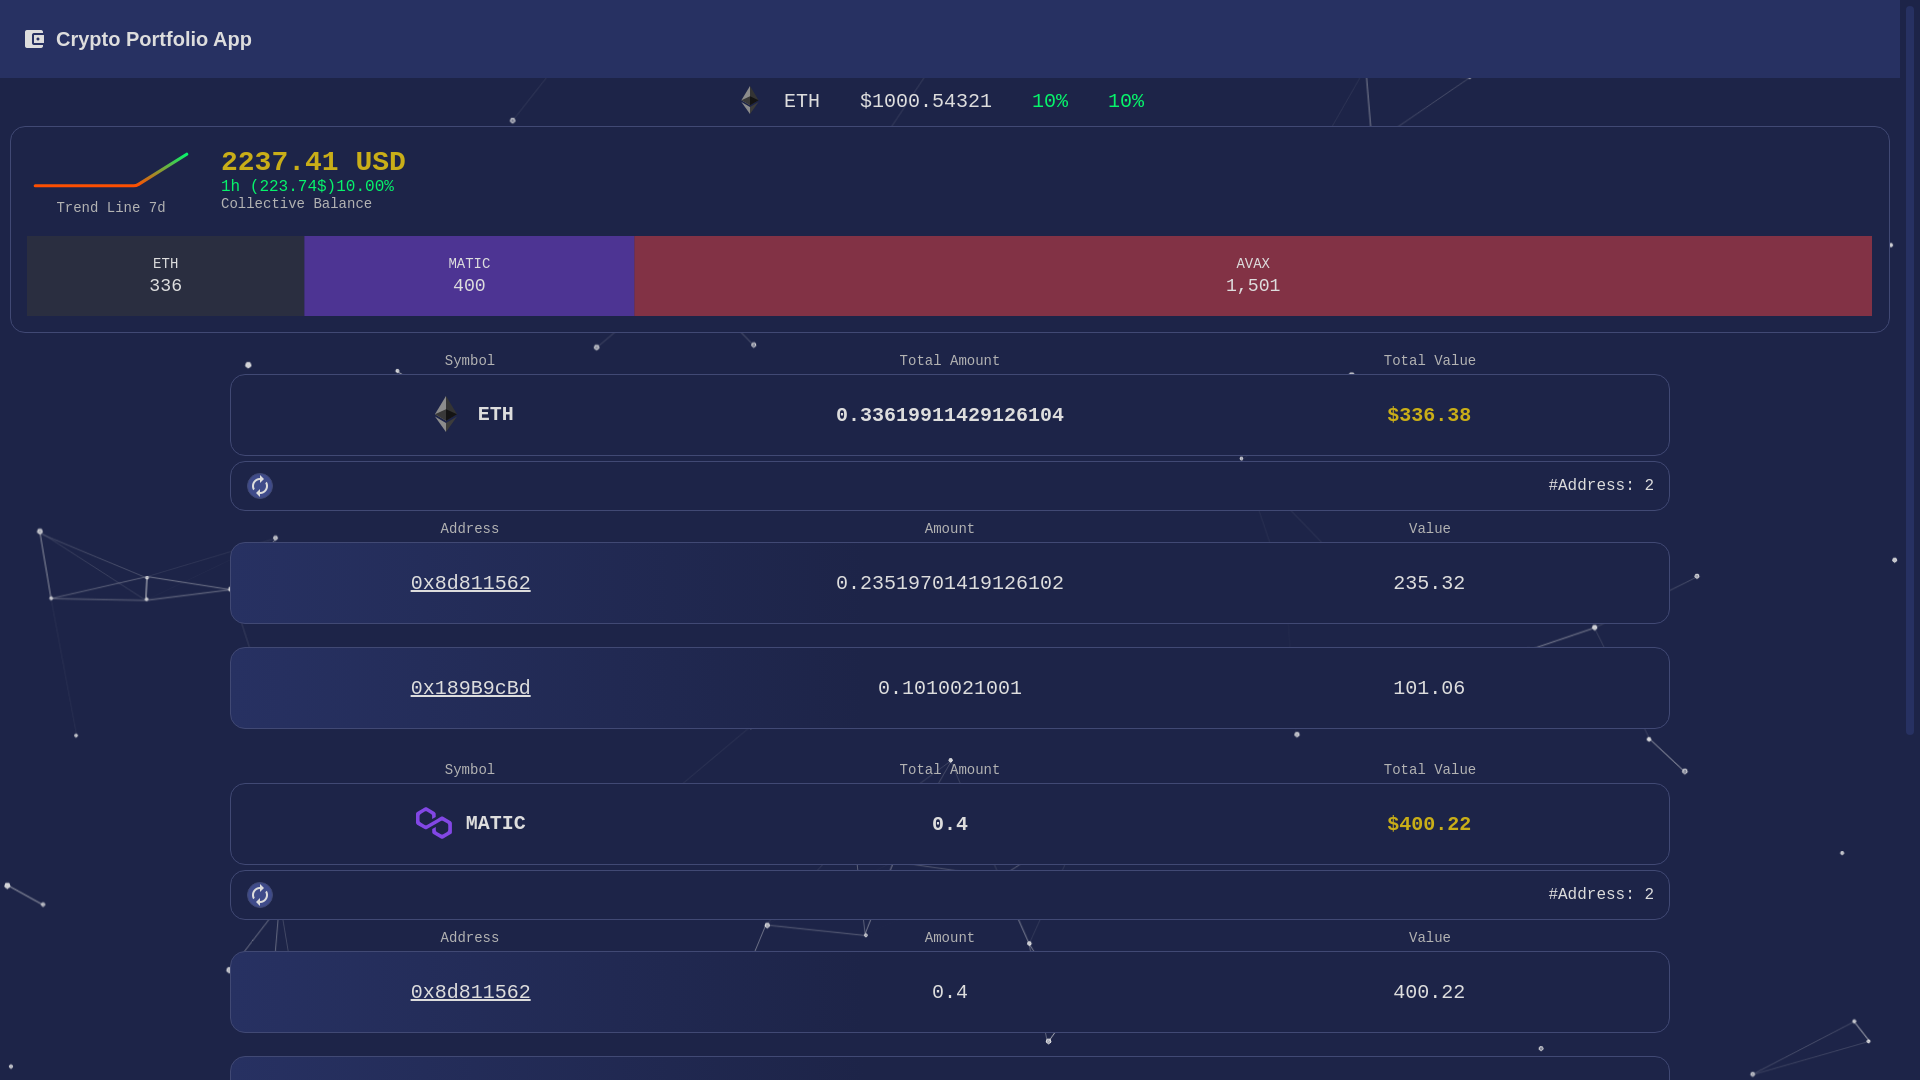 Crypto Portfolio App
ETH $1000.54321 10% 10%
2237.41 USD
1h (223.74$)10.00%
Collective Balance
Trend Line 7d
ETH MATIC AVAX
336 400 1,501
Symbol Total Amount Total Value
ETH 0.33619911429126104 $336.38
#Address: 2
Address Amount Value
0x8d811562 0.23519701419126102 235.32
0x189B9cBd 0.1010021001 101.06
Symbol Total Amount Total Value
MATIC 0.4 $400.22
#Address: 2
Address Amount Value
0x8d811562 0.4 400.22